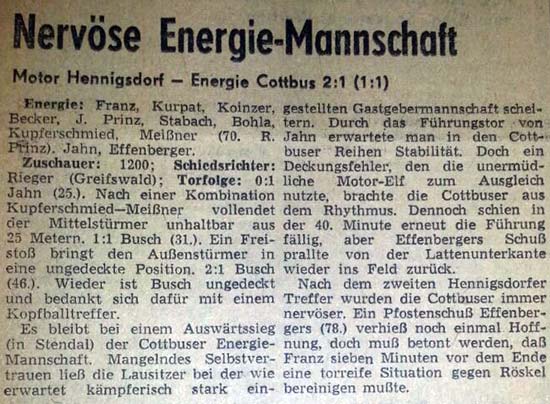 Nervöse Energie-Mannschaft
Motor Hennigsdorf — Energie Cottbus 2:1 (1:1)
Energie: Franz, Kurpat, Koinzer,
Becker, J. Prinz, Stabach, Bohla,
Kupferschmied, Meißner (70. R.
Prinz). Jahn, Effenberger.
Zuschauer: 1200; Schiedsrichter:
Rieger (Greifswald); Torfolge: 0:1
Jahn (25.). Nach einer Kombination
Kupferschmied—Meißner vollendet
der Mittelstürmer unhaltbar aus
25 Metern. 1:1 Busch (31.). Ein Frei-
stoß bringt den Außenstürmer in
eine ungedeckte Position. 2:1 Busch
(46.). Wieder ist Busch ungedeckt
und bedankt sich dafür mit einem
Kopfballtreffer.
Es bleibt bei einem Auswärtssieg
(in Stendal) der Cottbuser Energie-
Mannschaft. Mangelndes Selbstver-
trauen ließ die Lausitzer bei der wie
erwartet kämpferisch stark ein-
gestellten Gastgebermannschaft schei-
tern. Durch das Führungstor von
Jahn erwartete man in den Cott-
buser Reihen Stabilität. Doch ein
Deckungsfehler, den die unermüd-
liche Motor-Elf zum Ausgleich
nutzte, brachte die Cottbuser aus
dem Rhythmus. Dennoch schien in
der 40. Minute erneut die Führung
fällig, aber Effenbergers Schuß
prallte von der Lattenunterkante
wieder ins Feld zurück.
Nach dem zweiten Hennigsdorfer
Treffer wurden die Cottbuser immer
nervöser. Ein Pfostenschuß Effenber-
gers (78.) verhieß noch einmal Hoff-
nung, doch muß betont werden, daß
Franz sieben Minuten vor dem Ende
eine torreife Situation gegen Röskel
bereinigen mußte.